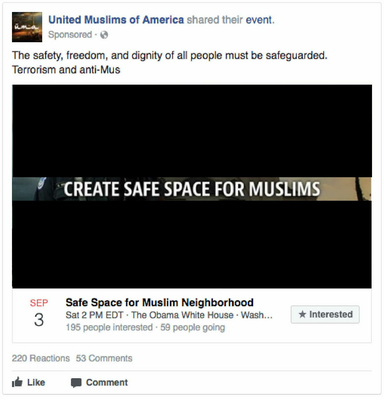 United Muslims of America shared their event.
Sponsored ·
The safety, freedom, and dignity of all people must be safeguarded.
Terrorism and anti-Mus
CREATE SAFE SPACE FOR MUSLIMS
SEP
3
Safe Space for Muslim Neighborhood
Sat 2 PM EDT · The Obama White House · Wash...
195 people interested · 59 people going
★ Interested
220 Reactions 53 Comments
Like Comment